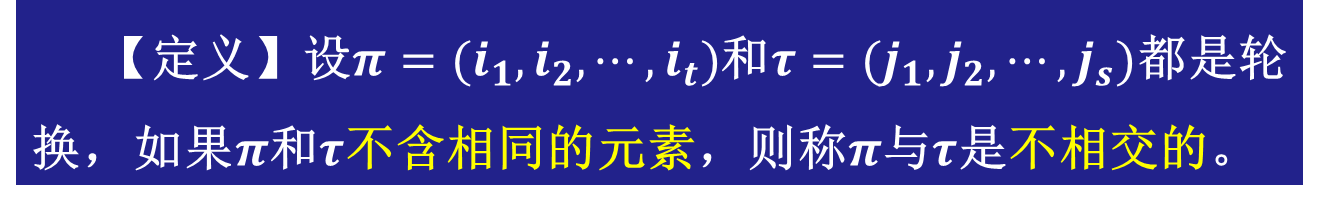 【定义】设π = (i₁,i₂,⋯,iₜ)和τ = (j₁,j₂,⋯,jₛ)都是轮
换，如果π和τ不含相同的元素，则称π与τ是不相交的。